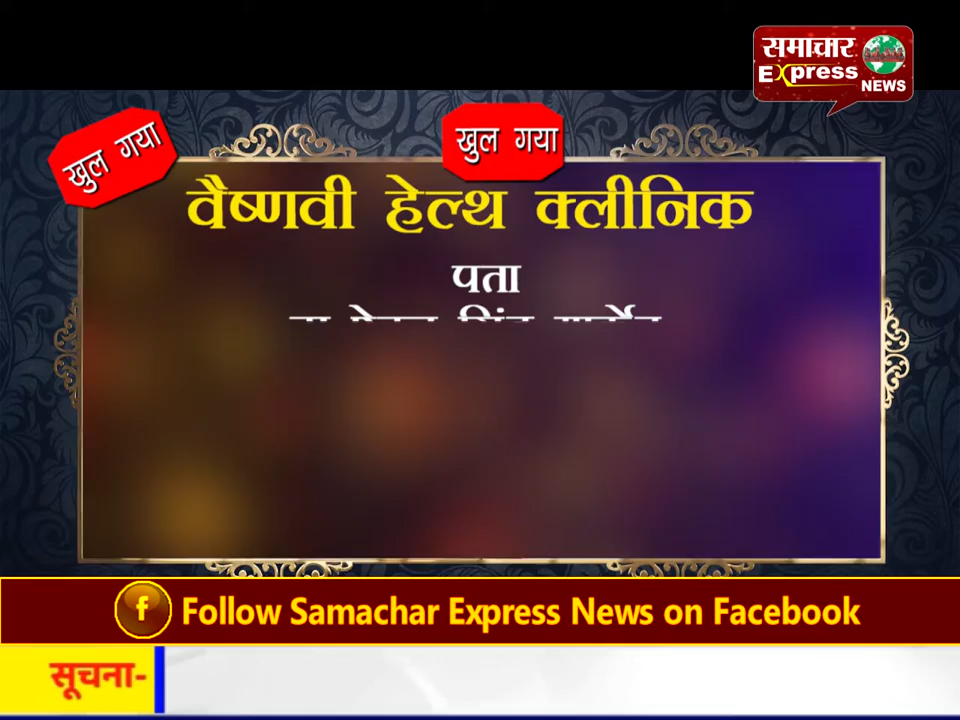 समाचार
Express
NEWS
खुल गया
खुल गया
वैष्णवी हेल्थ क्लीनिक
पता
f Follow Samachar Express News on Facebook
सूचना-